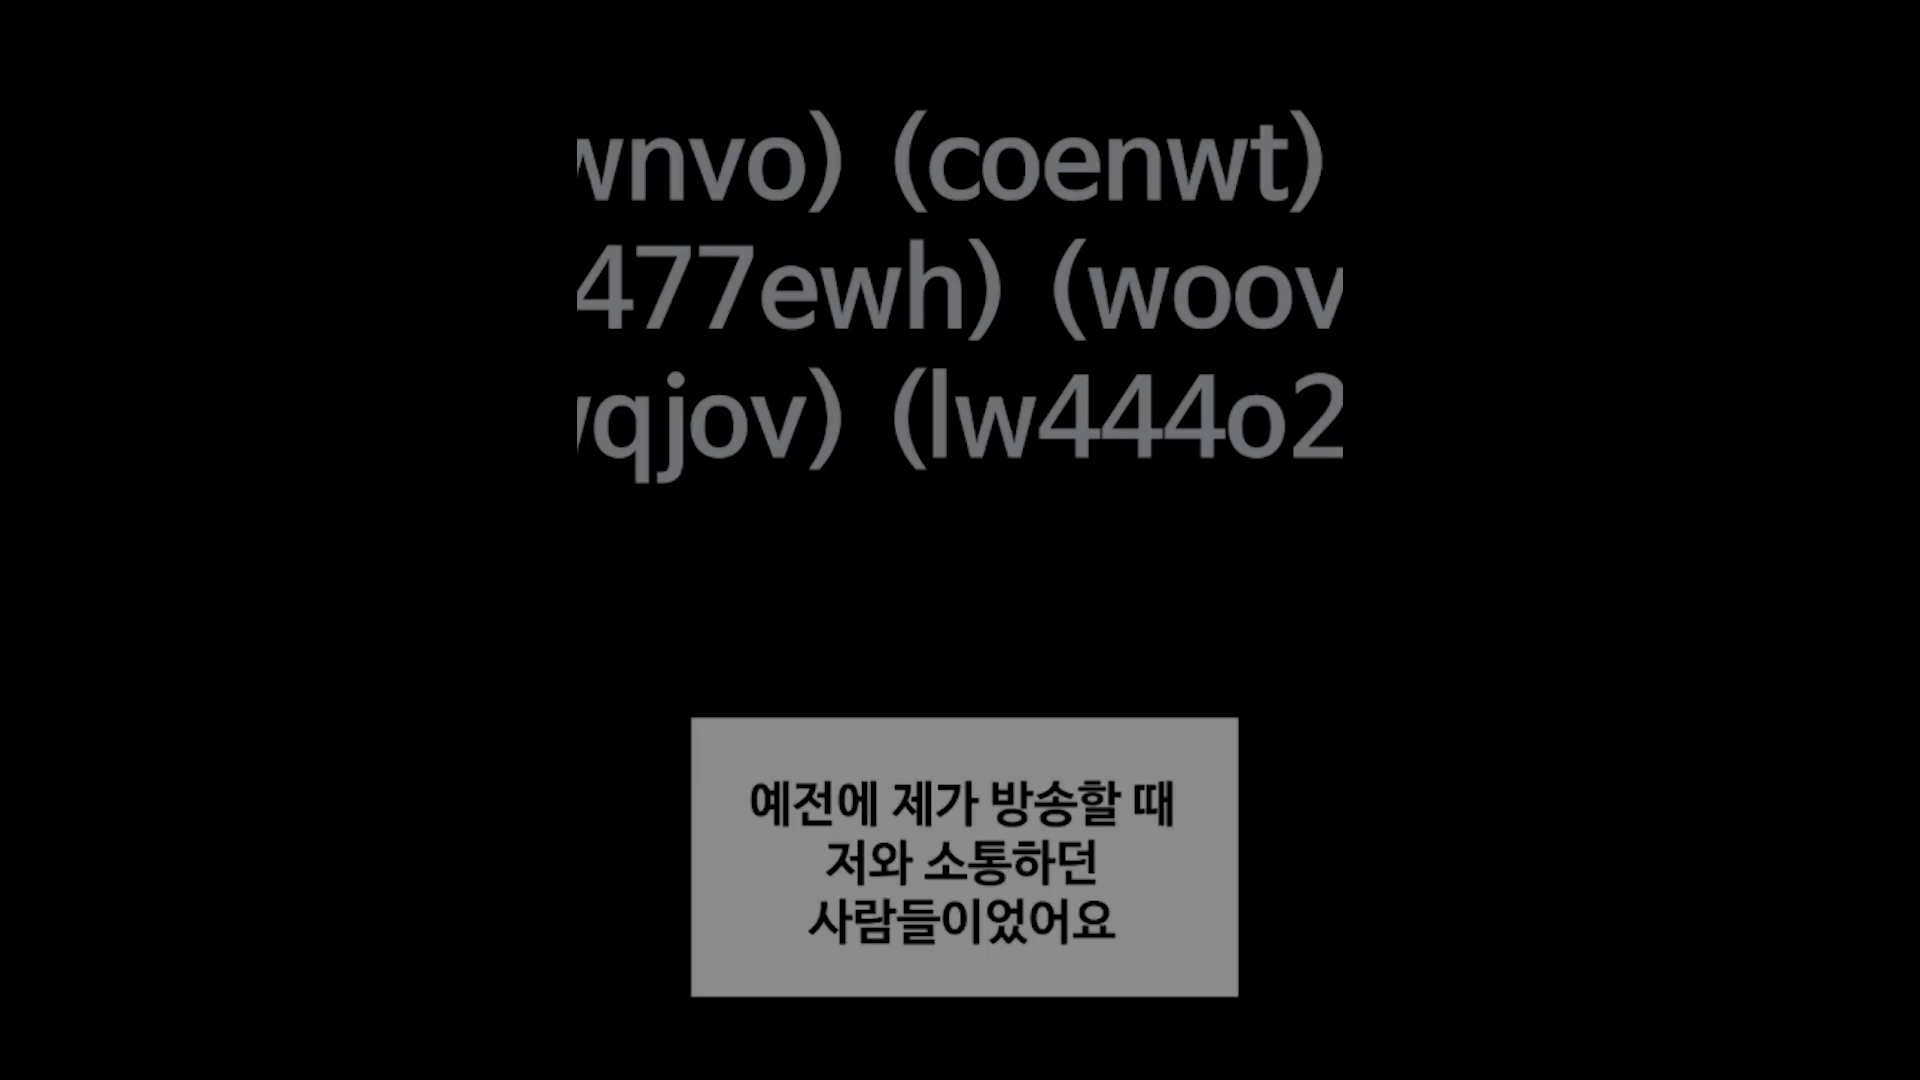 wnvo) (coenwt)
477ewh) (woov
qjov) (lw444o2
예전에 제가 방송할 때
저와 소통하던
사람들이었어요